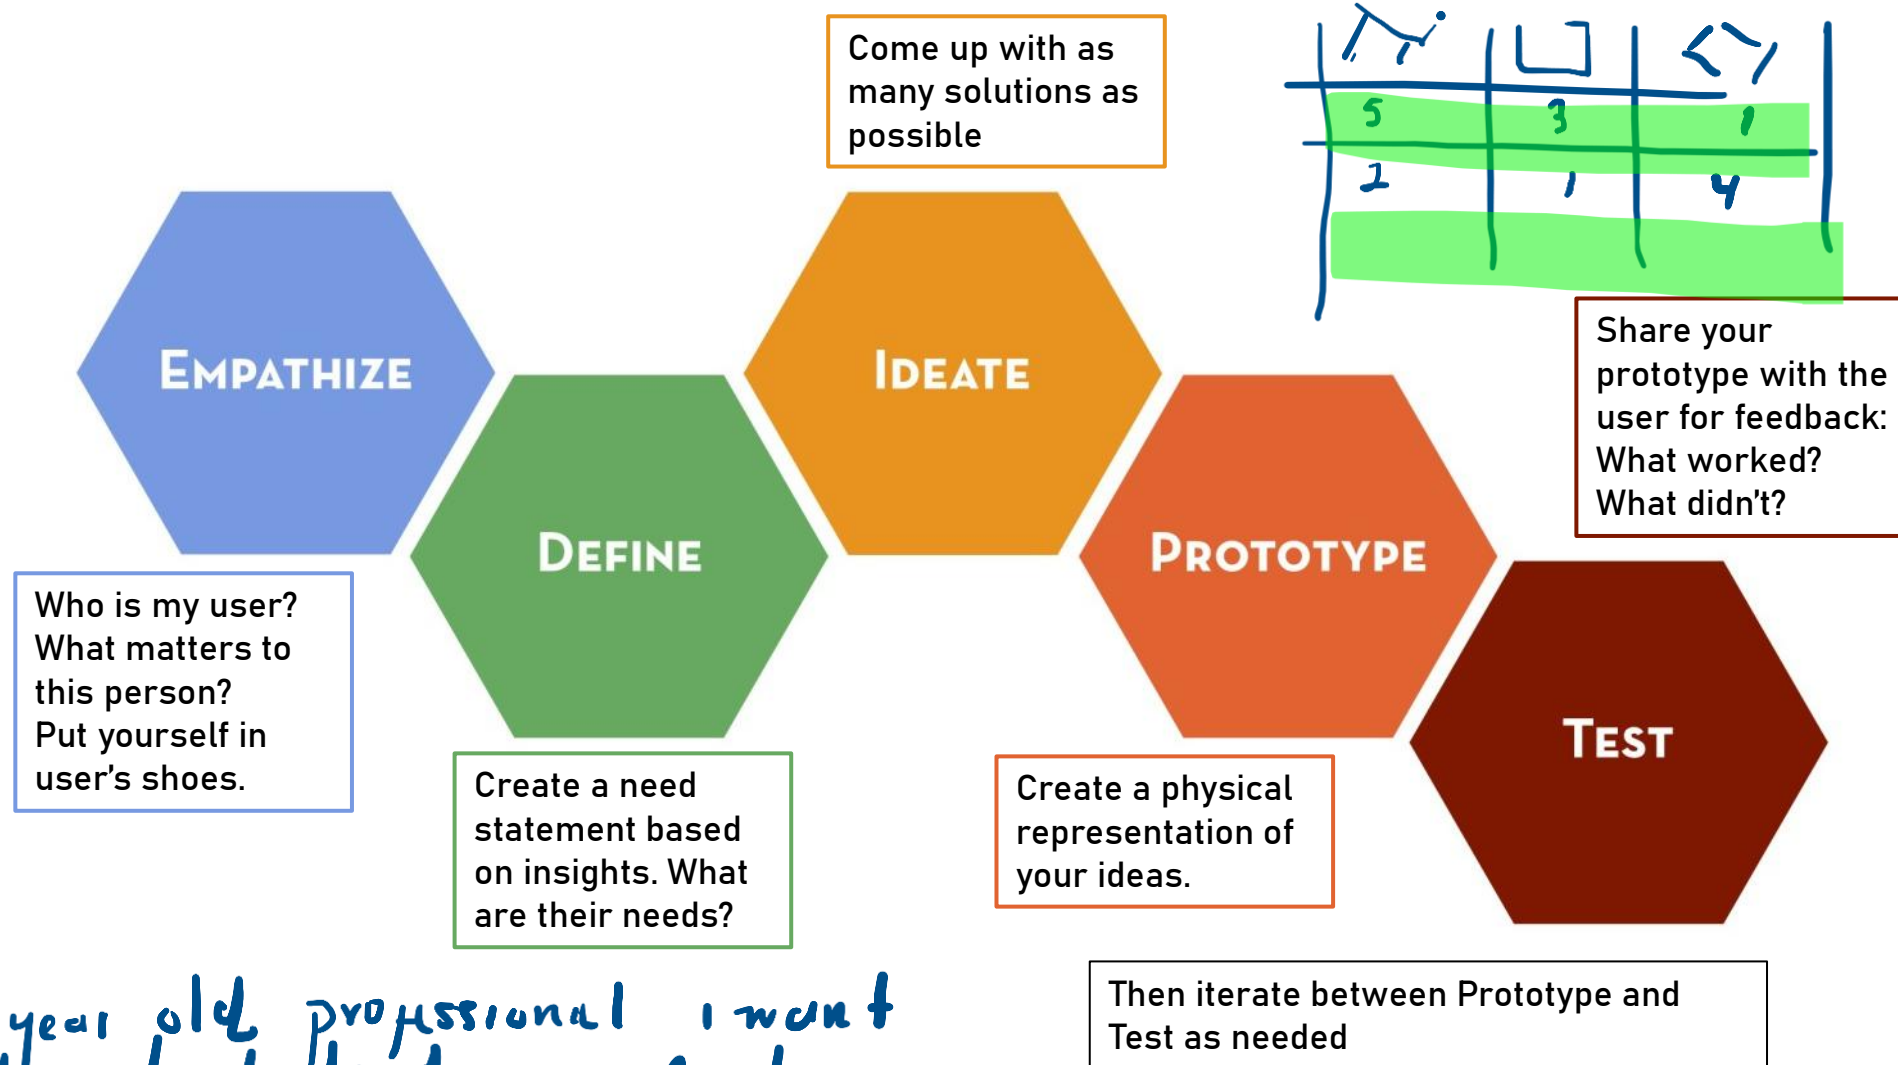 Come up with as
many solutions as
possible
5 3 1
2 1 4
EMPATHIZE
IDEATE
Share your
prototype with the
user for feedback:
What worked?
What didn't?
DEFINE
PROTOTYPE
Who is my user?
What matters to
this person?
Put yourself in
user's shoes.
TEST
Create a need
statement based
on insights. What
are their needs?
Create a physical
representation of
your ideas.
year old professional I want
Then iterate between Prototype and
Test as needed